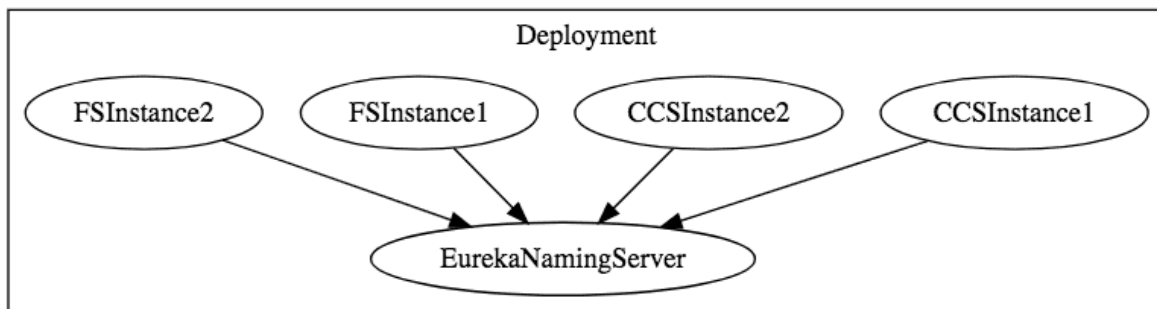 Deployment
FSInstance2
FSInstance1
CCSInstance2
CCSInstance1
EurekaNamingServer